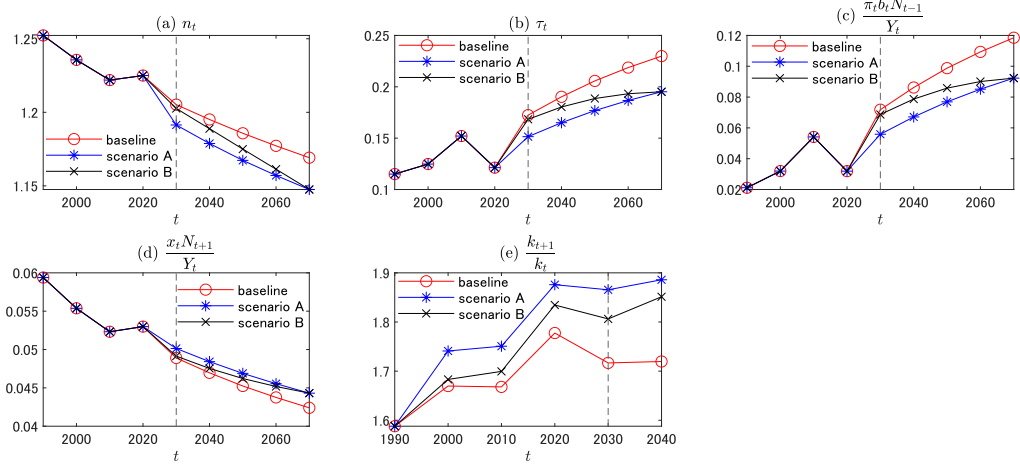 (a) n_t
1.25
1.2
1.15
baseline
scenario A
scenario B
2000 2020 2040 2060
t
(b) τ_t
0.25
0.2
0.15
0.1
baseline
scenario A
scenario B
2000 2020 2040 2060
t
(c) π_t b_t N_{t−1}
Y_t
0.12
0.1
0.08
0.06
0.04
0.02
baseline
scenario A
scenario B
2000 2020 2040 2060
t
(d) x_t N_{t+1}
Y_t
0.06
0.055
0.05
0.045
0.04
baseline
scenario A
scenario B
2000 2020 2040 2060
t
(e) k_{t+1}
k_t
1.9
1.8
1.7
1.6
baseline
scenario A
scenario B
1990 2000 2010 2020 2030 2040
t